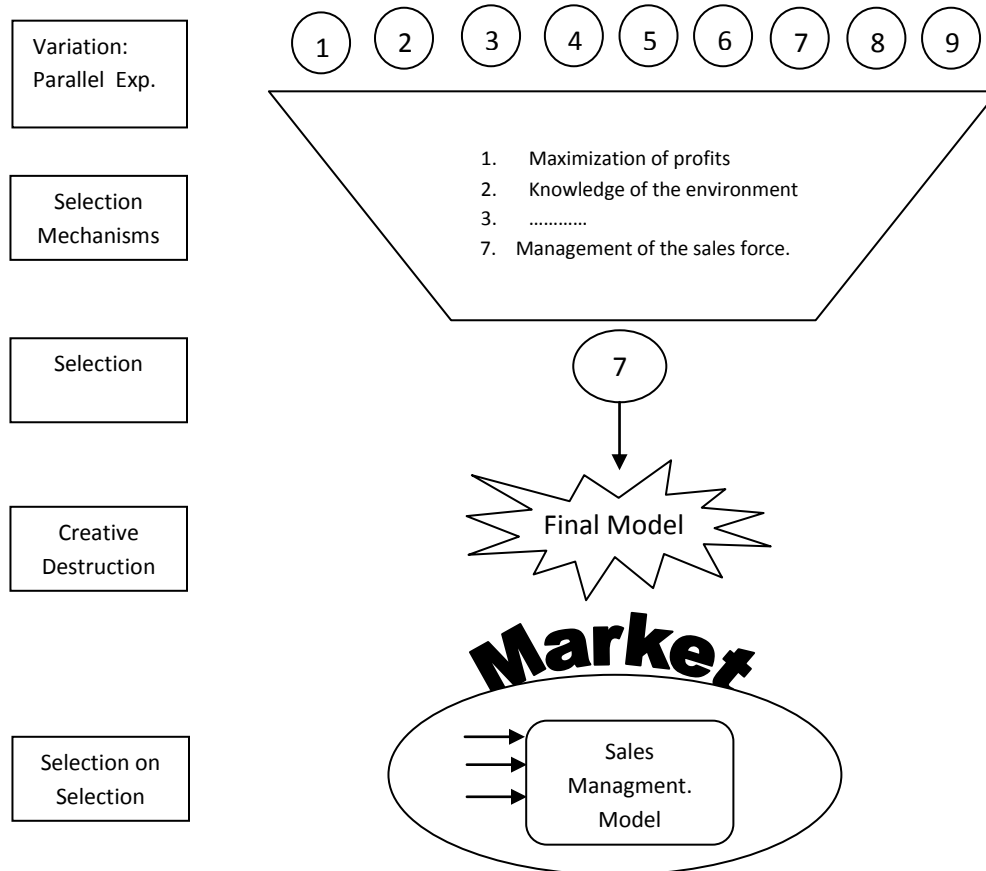 Variation:
Parallel Exp.
1 2 3 4 5 6 7 8 9
1. Maximization of profits
2. Knowledge of the environment
3. …………
7. Management of the sales force.
Selection
Mechanisms
Selection
7
Creative
Destruction
Final Model
Market
Selection on
Selection
Sales
Managment.
Model